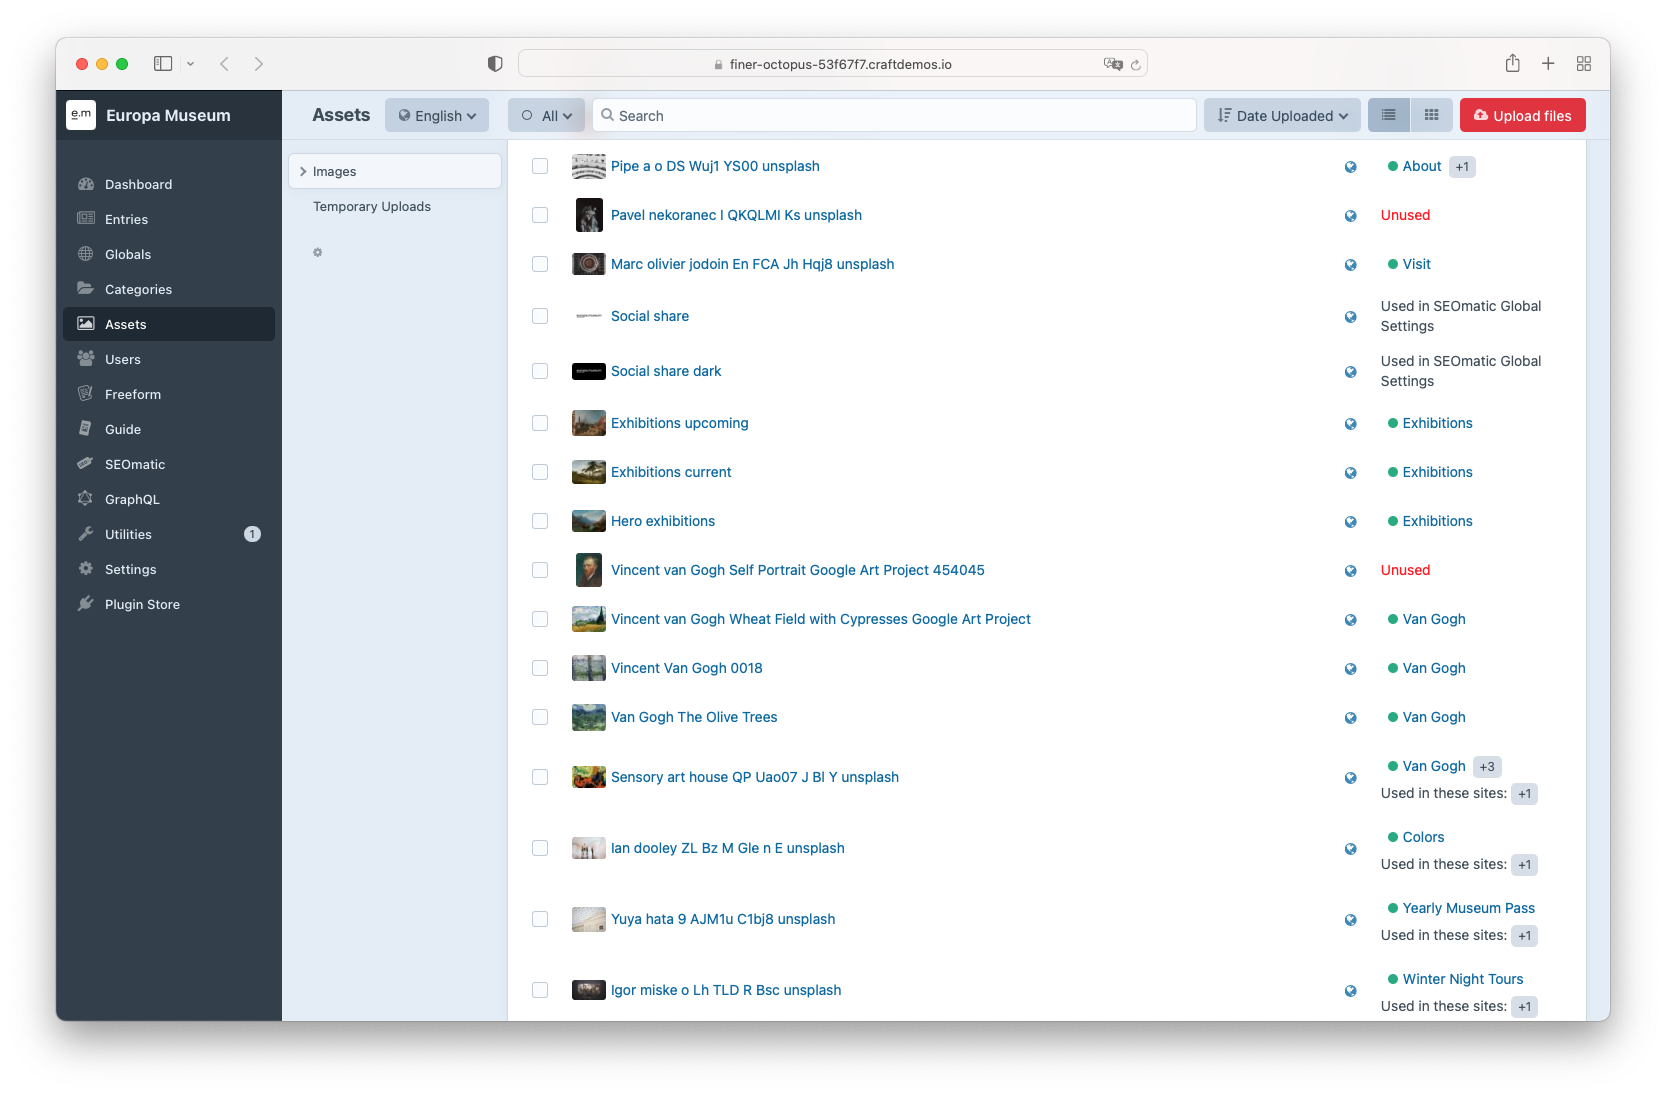 finer-octopus-53f67f7.craftdemos.io
e.m
Europa Museum
Assets
English
All
Search
Date Uploaded
Upload files
Dashboard
Entries
Globals
Categories
Assets
Users
Freeform
Guide
SEOmatic
GraphQL
Utilities 1
Settings
Plugin Store
Images
Temporary Uploads
Pipe a o DS Wuj1 YS00 unsplash
About +1
Pavel nekoranec I QKQLMI Ks unsplash
Unused
Marc olivier jodoin En FCA Jh Hqj8 unsplash
Visit
Social share
Used in SEOmatic Global
Settings
Social share dark
Used in SEOmatic Global
Settings
Exhibitions upcoming
Exhibitions
Exhibitions current
Exhibitions
Hero exhibitions
Exhibitions
Vincent van Gogh Self Portrait Google Art Project 454045
Unused
Vincent van Gogh Wheat Field with Cypresses Google Art Project
Van Gogh
Vincent Van Gogh 0018
Van Gogh
Van Gogh The Olive Trees
Van Gogh
Sensory art house QP Uao07 J Bl Y unsplash
Van Gogh +3
Used in these sites: +1
Ian dooley ZL Bz M Gle n E unsplash
Colors
Used in these sites: +1
Yuya hata 9 AJM1u C1bj8 unsplash
Yearly Museum Pass
Used in these sites: +1
Igor miske o Lh TLD R Bsc unsplash
Winter Night Tours
Used in these sites: +1